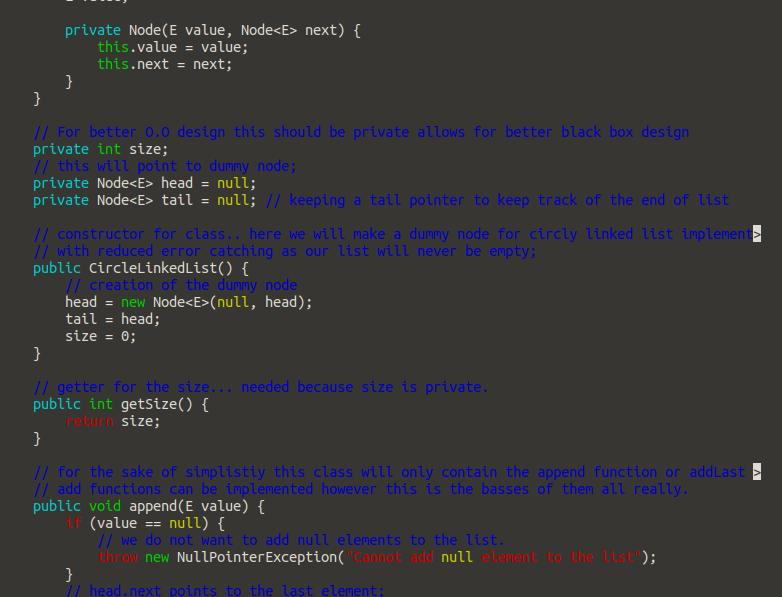 private Node(E value, Node<E> next) {
this.value = value;
this.next = next;
}
}
// For better O.O design this should be private allows for better black box design
private int size;
// this will point to dummy node;
private Node<E> head = null;
private Node<E> tail = null; // keeping a tail pointer to keep track of the end of list
// constructor for class.. here we will make a dummy node for circly linked list implement>
// with reduced error catching as our list will never be empty;
public CircleLinkedList() {
// creation of the dummy node
head = new Node<E>(null, head);
tail = head;
size = 0;
}
// getter for the size... needed because size is private.
public int getSize() {
return size;
}
// for the sake of simplistiy this class will only contain the append function or addLast >
// add functions can be implemented however this is the basses of them all really.
public void append(E value) {
if (value == null) {
// we do not want to add null elements to the list.
throw new NullPointerException("Cannot add null element to the list");
}
// head.next points to the last element;